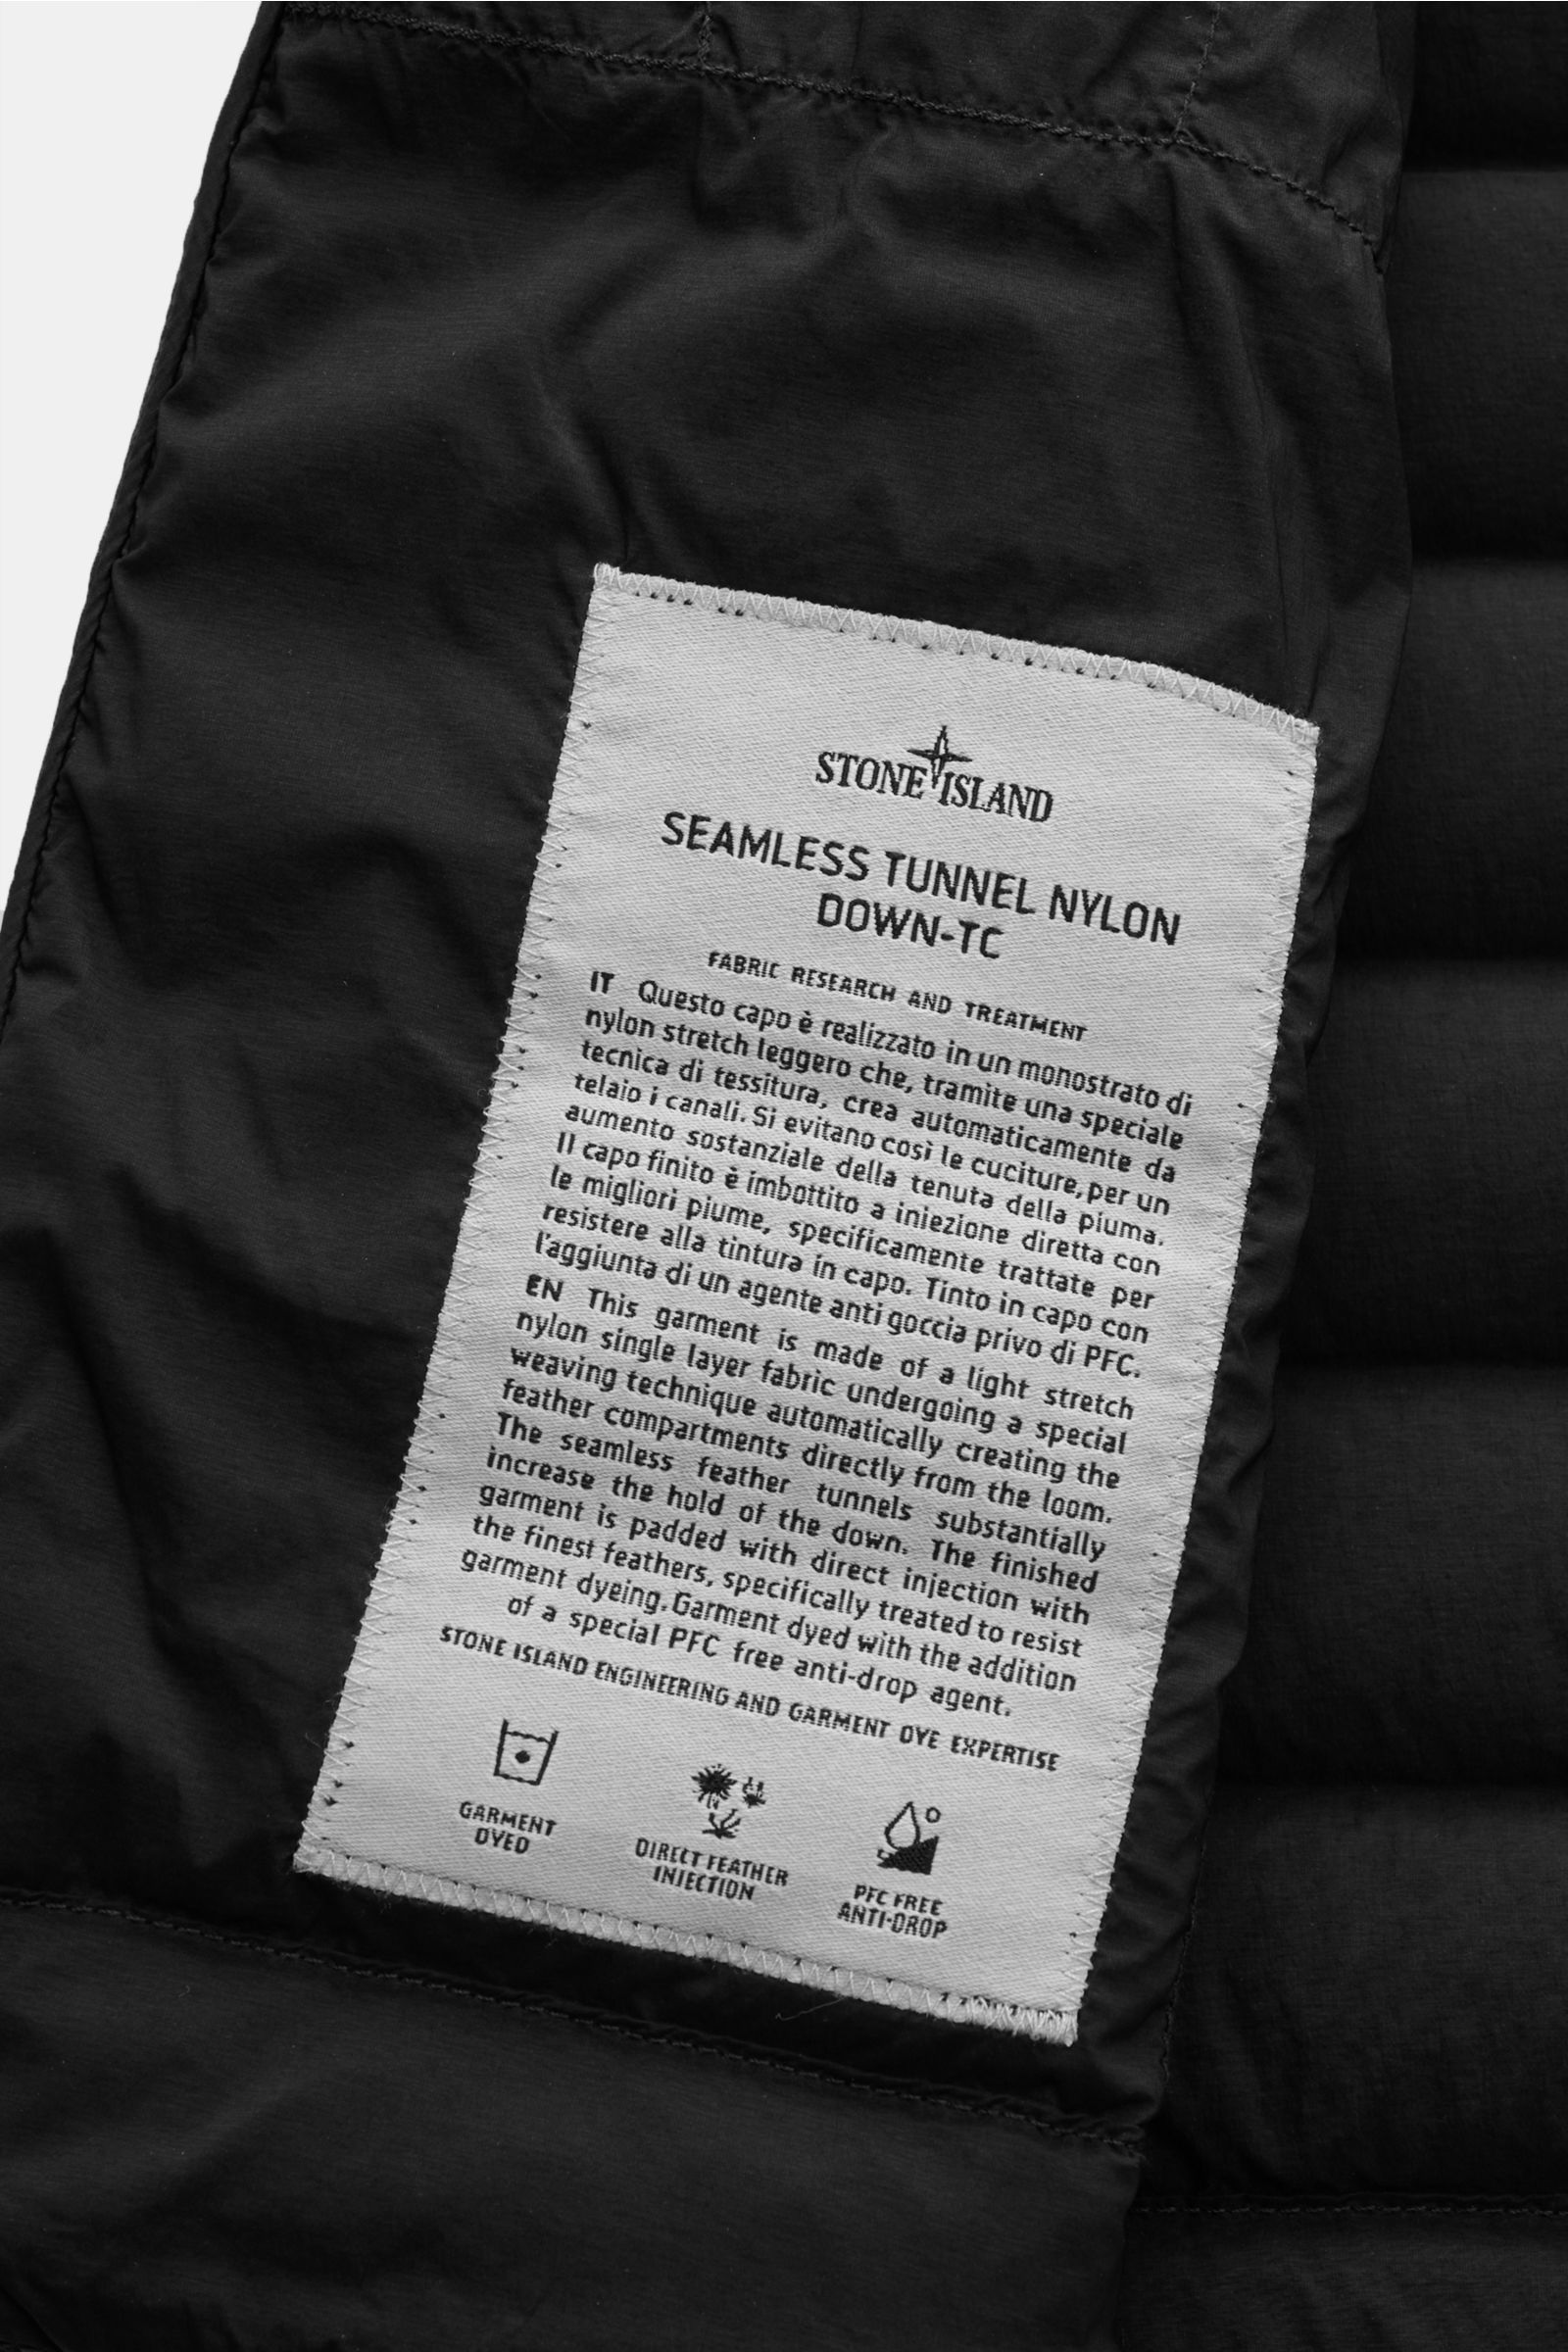 STONE ISLAND
SEAMLESS TUNNEL NYLON
DOWN-TC
FABRIC RESEARCH AND TREATMENT
IT Questo capo è realizzato in un monostrato di
nylon stretch leggero che, tramite una speciale
tecnica di tessitura, crea automaticamente da
telaio i canali. Si evitano così le cuciture, per un
aumento sostanziale della tenuta della piuma.
Il capo finito è imbottito a iniezione diretta con
le migliori piume, specificamente trattate per
resistere alla tintura in capo. Tinto in capo con
l'aggiunta di un agente anti goccia privo di PFC.
EN This garment is made of a light stretch
nylon single layer fabric undergoing a special
weaving technique automatically creating the
feather compartments directly from the loom.
The seamless feather tunnels substantially
increase the hold of the down. The finished
garment is padded with direct injection with
the finest feathers, specifically treated to resist
garment dyeing. Garment dyed with the addition
of a special PFC free anti-drop agent.
STONE ISLAND ENGINEERING AND GARMENT DYE EXPERTISE
GARMENT
DYED
DIRECT FEATHER
INJECTION
PFC FREE
ANTI-DROP